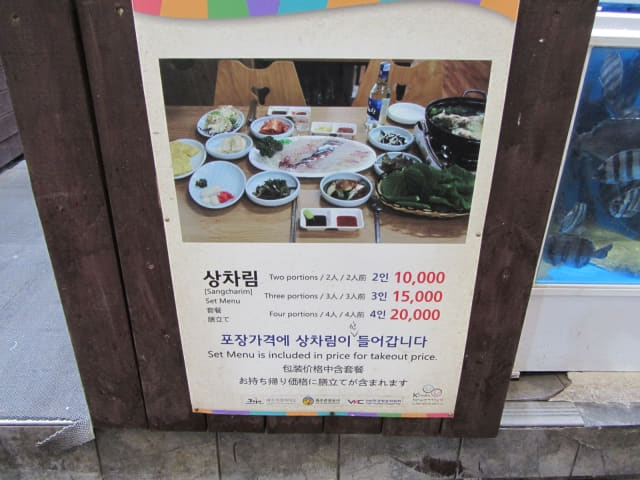 상차림
[Sangcharim]
Set Menu
套餐
膳立て
Two portions / 2人 / 2人前 2인 10,000
Three portions / 3人 / 3人前 3인 15,000
Four portions / 4人 / 4人前 4인 20,000
포장가격에 상차림이 안 들어갑니다
Set Menu is included in price for takeout price.
包装价格中含套餐
お持ち帰り価格に膳立てが含まれます